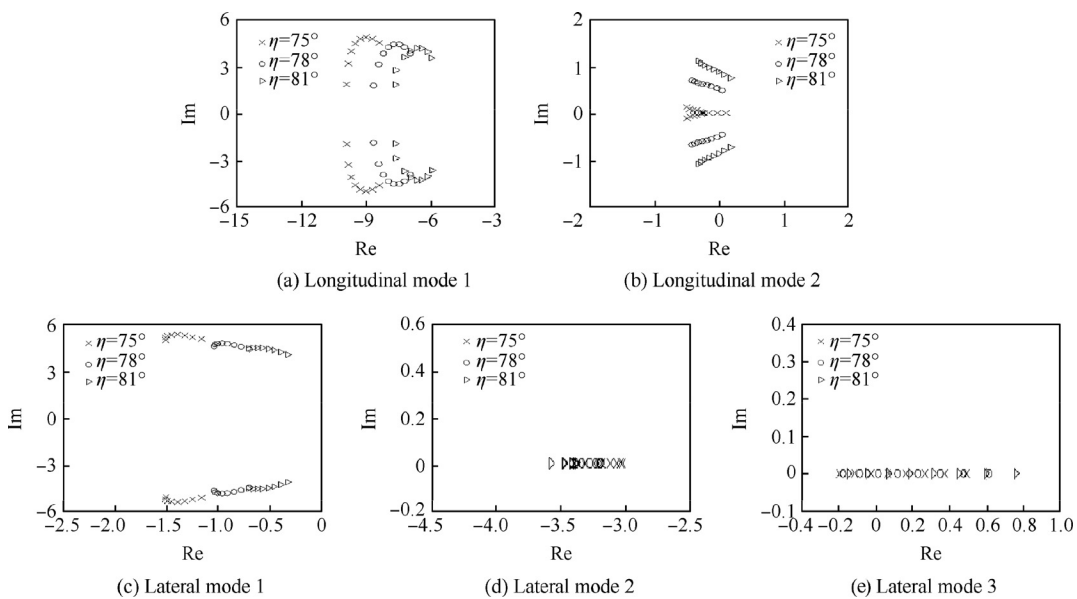 6
3
0
−3
−6
−15
−12
−9
−6
−3
Im
Re
η=75°
η=78°
η=81°
(a) Longitudinal mode 1
2
1
0
−1
−2
−2
−1
0
1
2
Im
Re
η=75°
η=78°
η=81°
(b) Longitudinal mode 2
6
3
0
−3
−6
−2.5
−2.0
−1.5
−1.0
−0.5
0
Im
Re
η=75°
η=78°
η=81°
(c) Lateral mode 1
0.6
0.4
0.2
0
−0.2
−4.5
−4.0
−3.5
−3.0
−2.5
Im
Re
η=75°
η=78°
η=81°
(d) Lateral mode 2
0.4
0.3
0.2
0.1
0
−0.1
−0.4
−0.2
0
0.2
0.4
0.6
0.8
1.0
Im
Re
η=75°
η=78°
η=81°
(e) Lateral mode 3